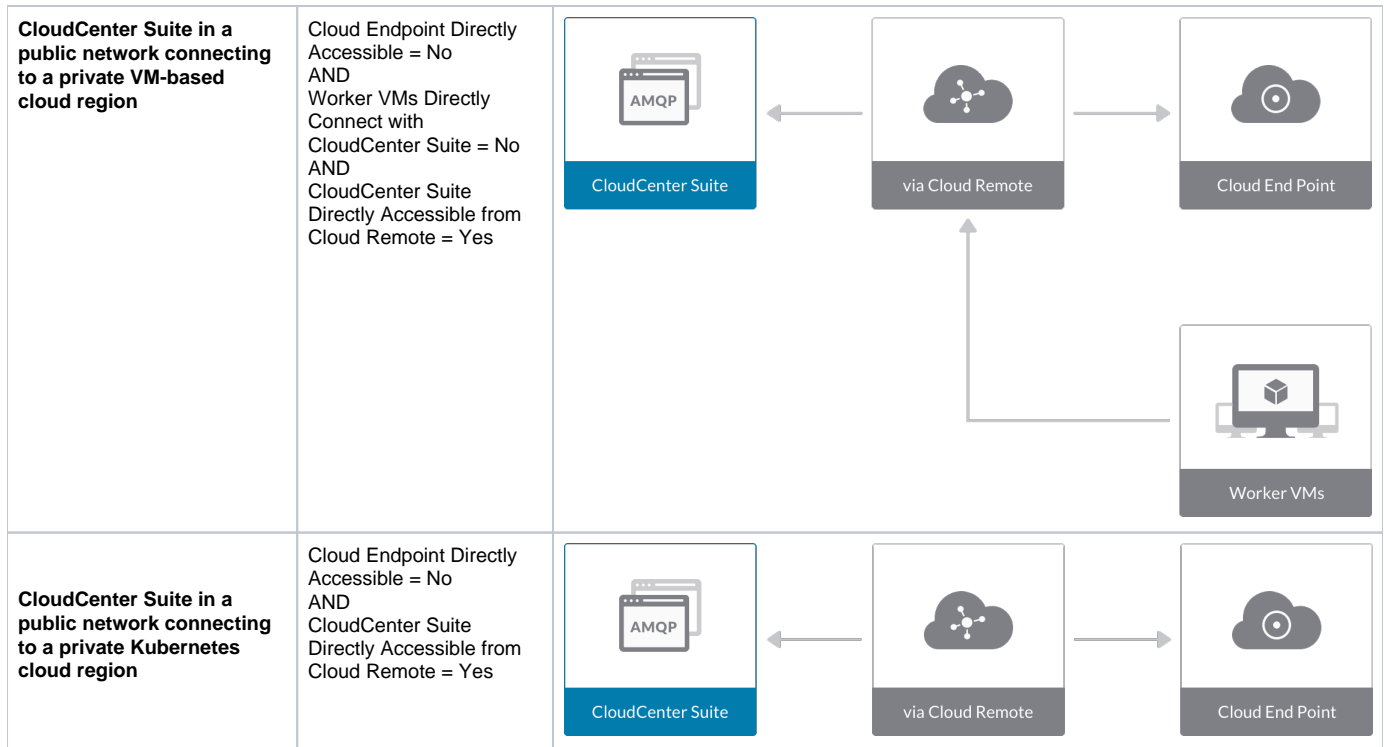 CloudCenter Suite in a
public network connecting
to a private VM-based
cloud region
Cloud Endpoint Directly
Accessible = No
AND
Worker VMs Directly
Connect with
CloudCenter Suite = No
AND
CloudCenter Suite
Directly Accessible from
Cloud Remote = Yes
AMQP
CloudCenter Suite
via Cloud Remote
Cloud End Point
Worker VMs
CloudCenter Suite in a
public network connecting
to a private Kubernetes
cloud region
Cloud Endpoint Directly
Accessible = No
AND
CloudCenter Suite
Directly Accessible from
Cloud Remote = Yes
AMQP
CloudCenter Suite
via Cloud Remote
Cloud End Point